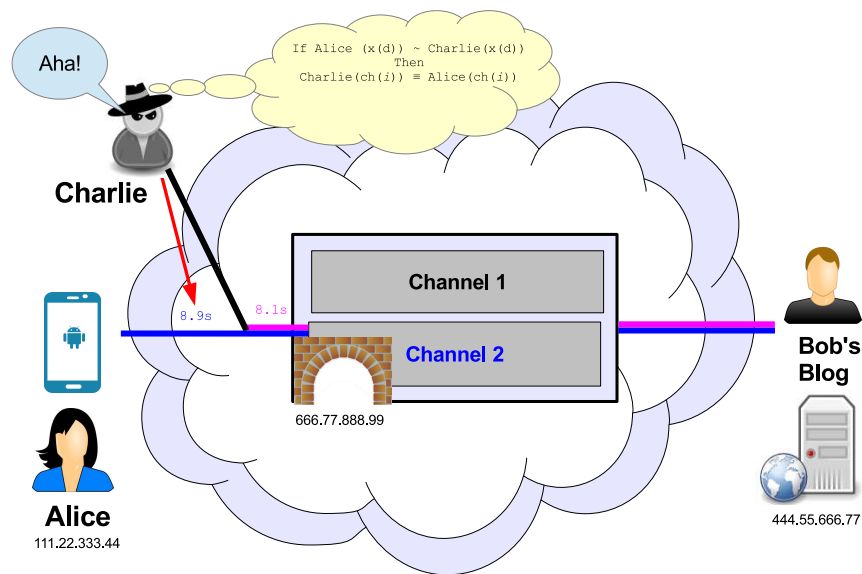 Aha!
If Alice (x(d)) ~ Charlie(x(d))
Then
Charlie(ch(i)) ≡ Alice(ch(i))
Charlie
Channel 1
8.9s
8.1s
Channel 2
Bob's
Blog
666.77.888.99
Alice
111.22.333.44
444.55.666.77